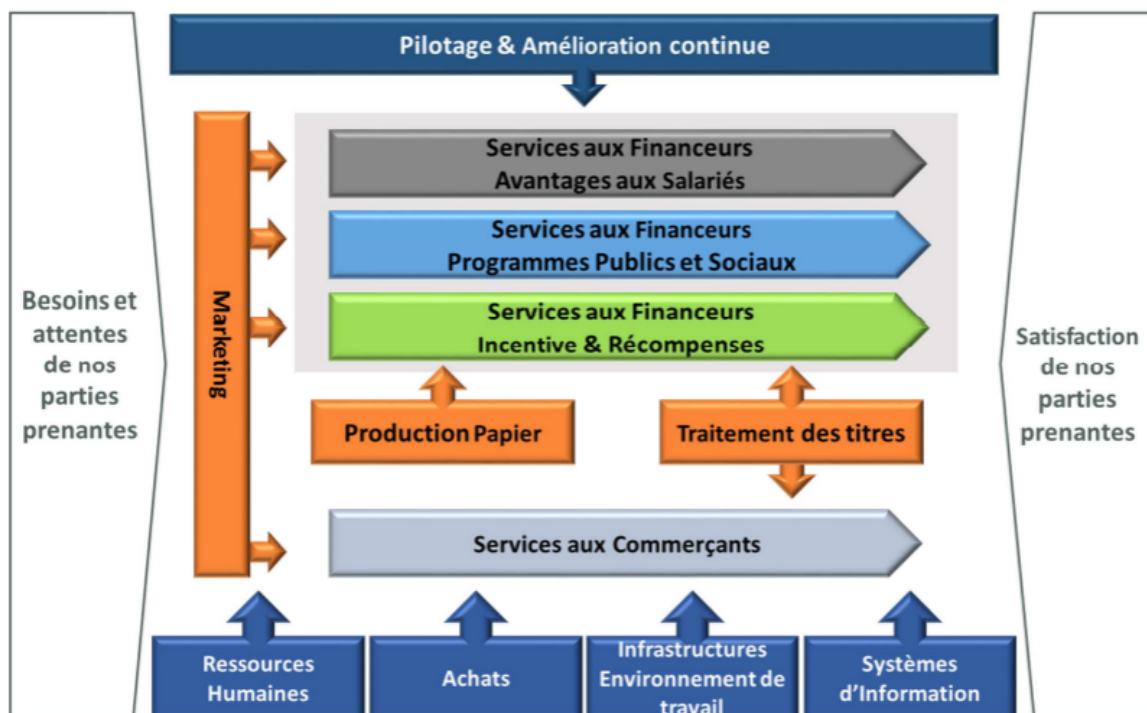 Pilotage & Amélioration continue
Besoins et
attentes
de nos
parties
prenantes
Marketing
Services aux Financeurs
Avantages aux Salariés
Services aux Financeurs
Programmes Publics et Sociaux
Services aux Financeurs
Incentive & Récompenses
Production Papier
Traitement des titres
Services aux Commerçants
Satisfaction
de nos
parties
prenantes
Ressources
Humaines
Achats
Infrastructures
Environnement de
travail
Systèmes
d'Information